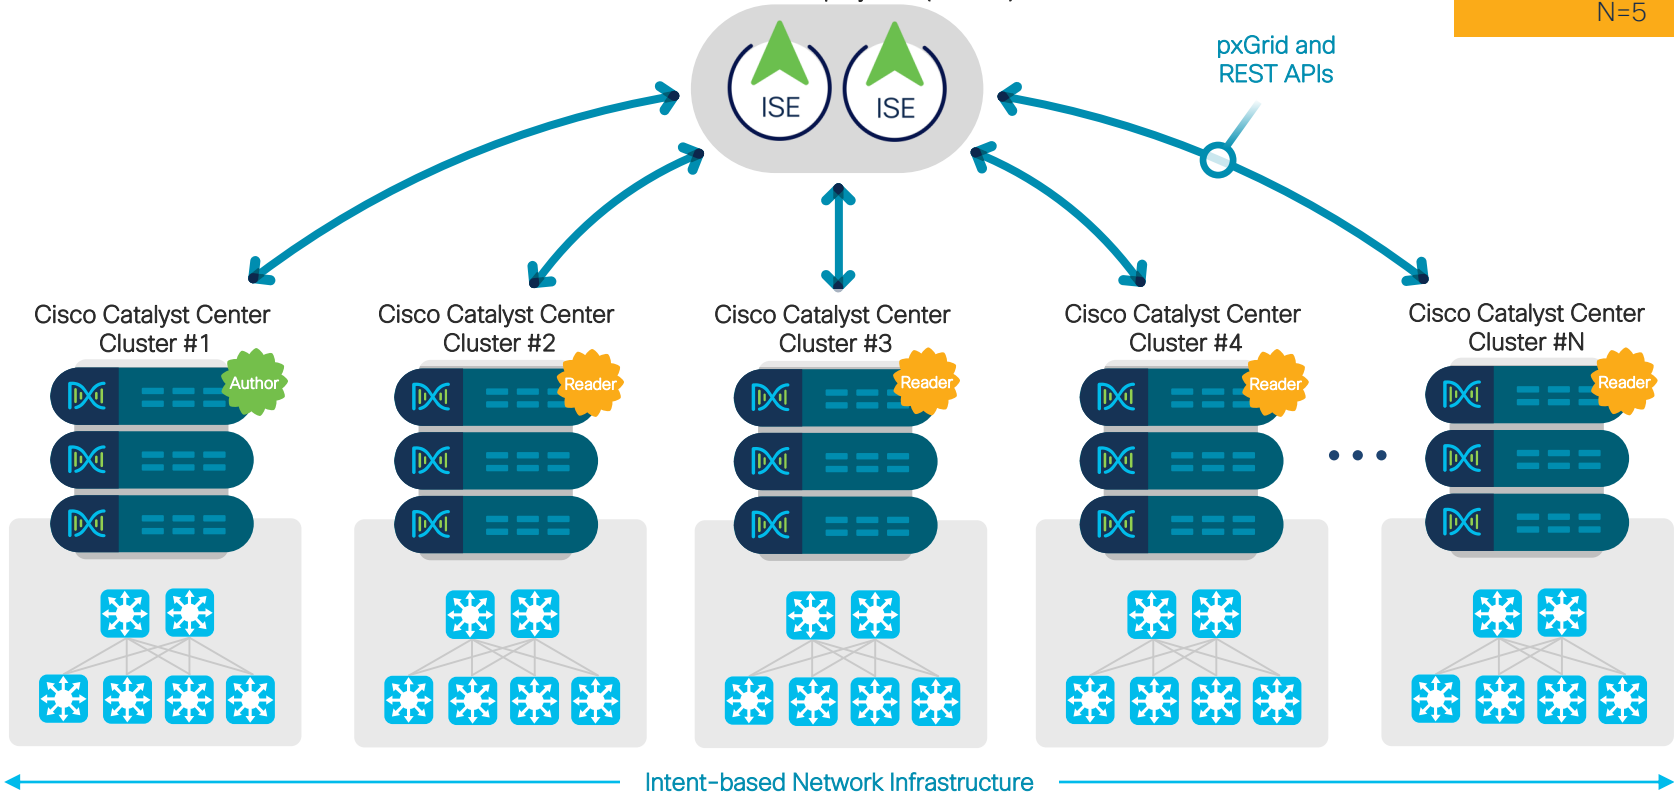 N=5
pxGrid and
REST APIs
ISE
ISE
Cisco Catalyst Center
Cluster #1
Cisco Catalyst Center
Cluster #2
Cisco Catalyst Center
Cluster #3
Cisco Catalyst Center
Cluster #4
Cisco Catalyst Center
Cluster #N
Author
Reader
Reader
Reader
Reader
Intent-based Network Infrastructure